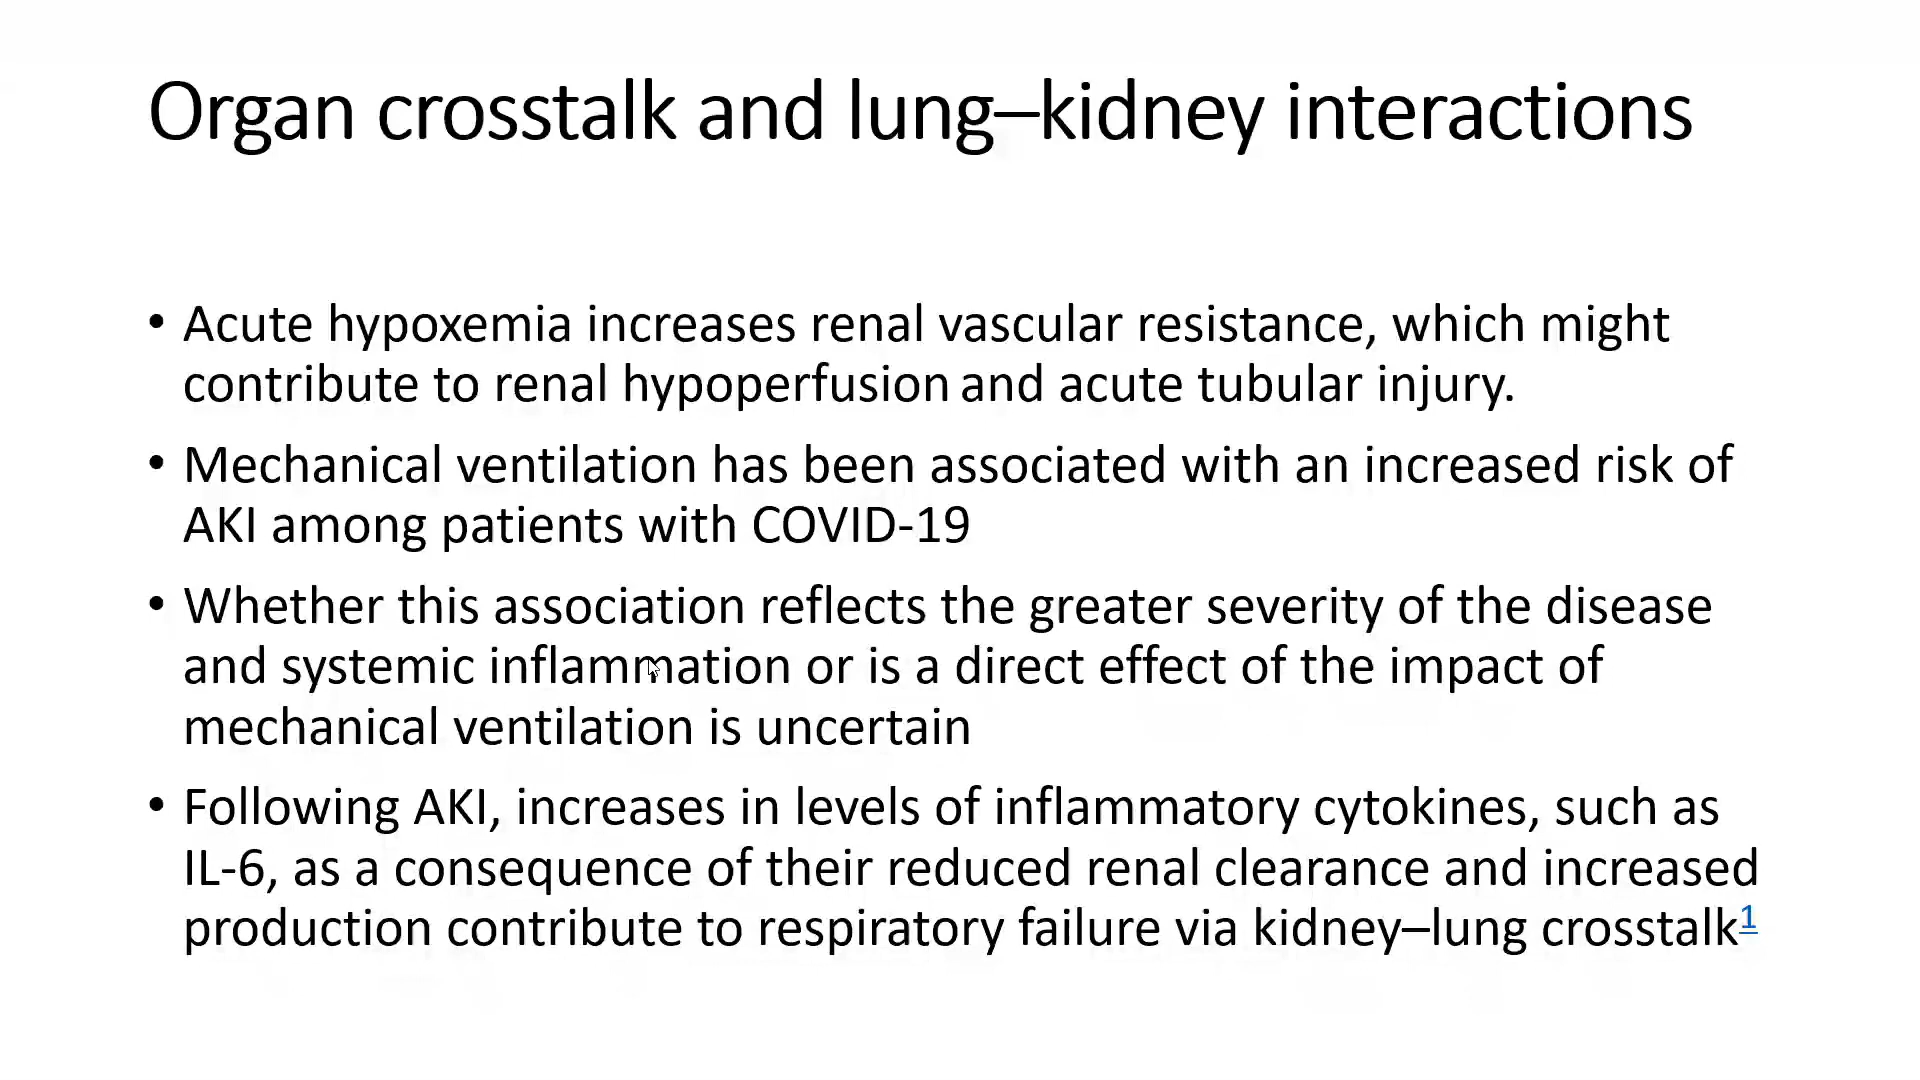 Organ crosstalk and lung–kidney interactions
• Acute hypoxemia increases renal vascular resistance, which might
contribute to renal hypoperfusion and acute tubular injury.
• Mechanical ventilation has been associated with an increased risk of
AKI among patients with COVID-19
• Whether this association reflects the greater severity of the disease
and systemic inflammation or is a direct effect of the impact of
mechanical ventilation is uncertain
• Following AKI, increases in levels of inflammatory cytokines, such as
IL-6, as a consequence of their reduced renal clearance and increased
production contribute to respiratory failure via kidney–lung crosstalk1